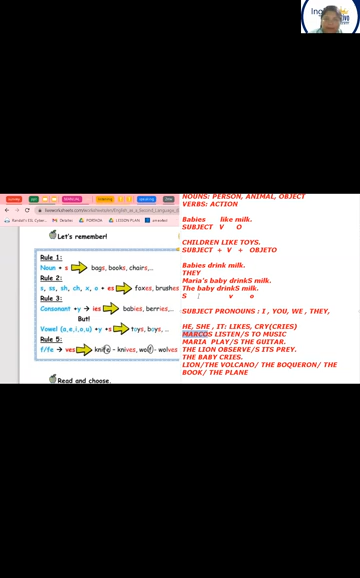 Ingl
liveworksheets.com/worksheets/English_as_a_Second_Language_(
Let's remember!
Rule 1:
Noun + s bags, books, chairs,...
Rule 2:
s, ss, sh, ch, x, o + es foxes, brushes
Rule 3:
Consonant +y → ies babies, berries,...
But!
Vowel (a,e,i,o,u) +y +s toys, boys, ...
Rule 5:
f/fe → ves knife – knives, wolf – wolves
Read and choose.
NOUNS: PERSON, ANIMAL, OBJECT
VERBS: ACTION
Babies like milk.
SUBJECT V O
CHILDREN LIKE TOYS.
SUBJECT + V + OBJETO
Babies drink milk.
THEY
Maria's baby drinkS milk.
The baby drinkS milk.
S v o
SUBJECT PRONOUNS : I , YOU, WE , THEY,
HE, SHE , IT: LIKES, CRY(CRIES)
MARCOS LISTEN/S TO MUSIC
MARIA PLAY/S THE GUITAR.
THE LION OBSERVE/S ITS PREY.
THE BABY CRIES.
LION/THE VOLCANO/ THE BOQUERON/ THE
BOOK/ THE PLANE